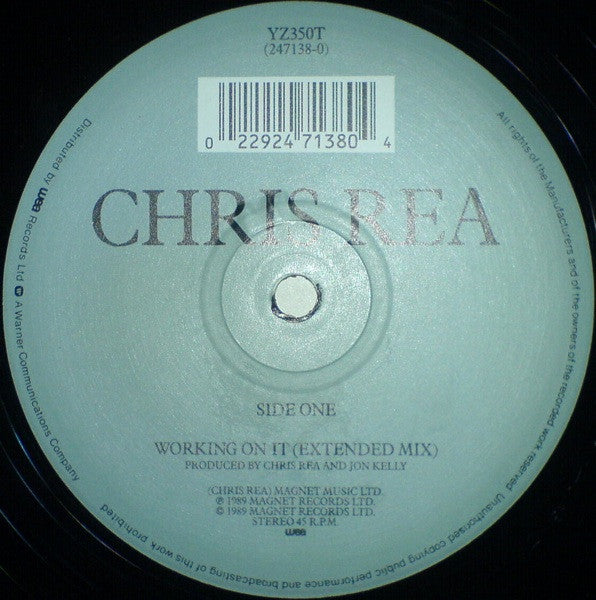 YZ350T
(247138-0)
0 22924 71380 4
CHRIS REA
SIDE ONE
WORKING ON IT (EXTENDED MIX)
PRODUCED BY CHRIS REA AND JON KELLY
(CHRIS REA) MAGNET MUSIC LTD.
℗ 1989 MAGNET RECORDS LTD.
© 1989 MAGNET RECORDS LTD.
STEREO 45 R.P.M.
wea
Distributed by wea Records Ltd. A Warner Communications Company
All rights of the Manufacturers and of the owners of the recorded work reserved. Unauthorised copying public performance and broadcasting of this work prohibited